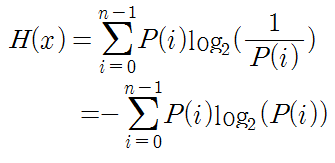 H(x) = \sum_{i=0}^{n-1} P(i) \log_2(\frac{1}{P(i)})
= -\sum_{i=0}^{n-1} P(i) \log_2(P(i))